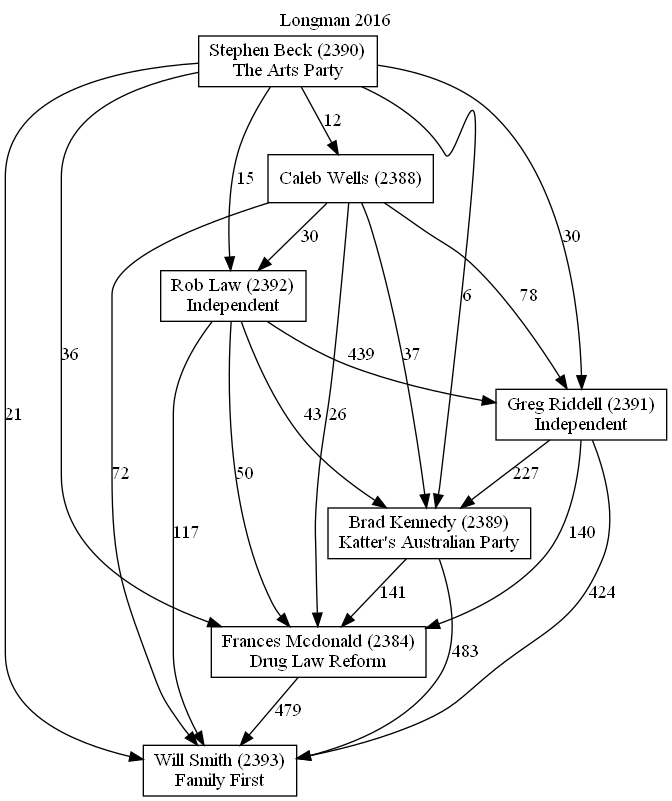 Longman 2016
Stephen Beck (2390)
The Arts Party
12
Caleb Wells (2388)
15
30
30
Rob Law (2392)
Independent
6
78
36
439
37
21
43
26
Greg Riddell (2391)
Independent
72
50
227
117
Brad Kennedy (2389)
Katter's Australian Party
140
141
424
Frances Mcdonald (2384)
Drug Law Reform
483
479
Will Smith (2393)
Family First